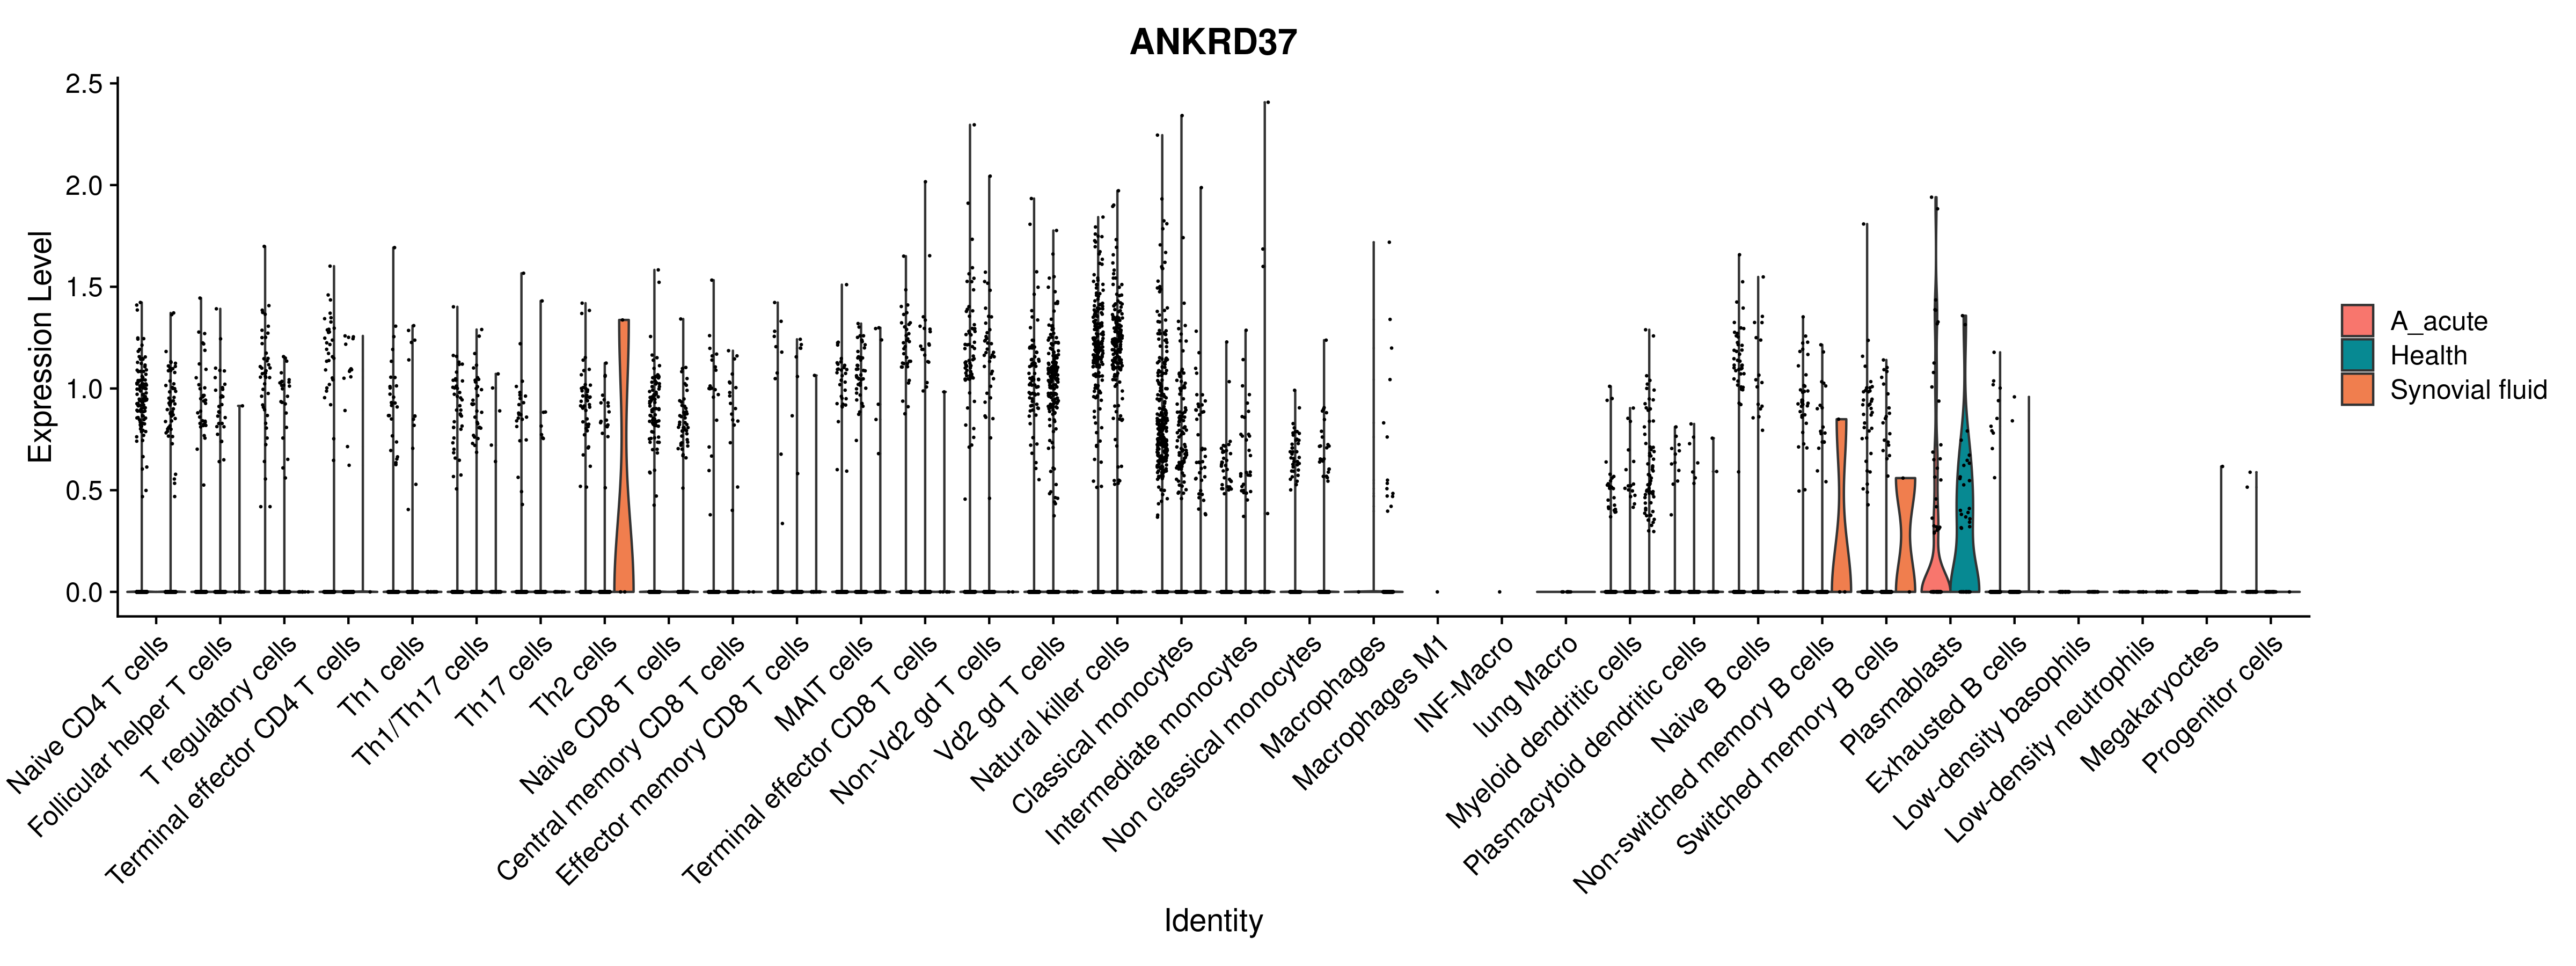 ANKRD37
2.5
2.0
1.5
1.0
0.5
0.0
Expression Level
Naive CD4 T cells
Follicular helper T cells
T regulatory cells
Terminal effector CD4 T cells
Th1 cells
Th1/Th17 cells
Th17 cells
Th2 cells
Naive CD8 T cells
Central memory CD8 T cells
Effector memory CD8 T cells
MAIT cells
Terminal effector CD8 T cells
Non-Vd2 gd T cells
Vd2 gd T cells
Natural killer cells
Classical monocytes
Intermediate monocytes
Non classical monocytes
Macrophages
Macrophages M1
INF-Macro
lung Macro
Myeloid dendritic cells
Plasmacytoid dendritic cells
Naive B cells
Non-switched memory B cells
Switched memory B cells
Plasmablasts
Exhausted B cells
Low-density basophils
Low-density neutrophils
Megakaryoctes
Progenitor cells
Identity
A_acute
Health
Synovial fluid